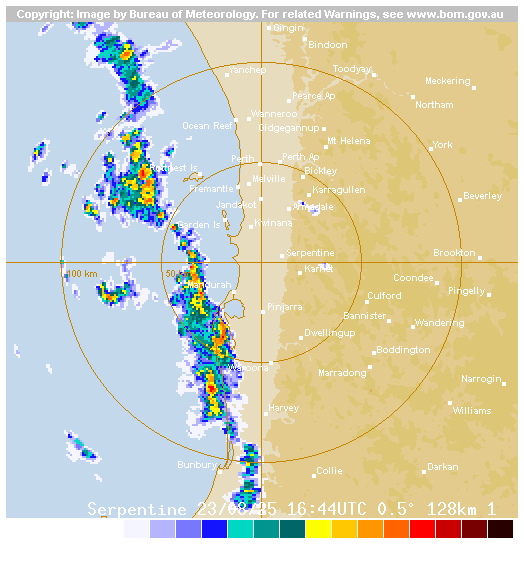 Copyright: Image by Bureau of Meteorology. For related Warnings, see www.bom.gov.au
Gingin
Bindoon
Yanchep
Toodyay
Meckering
Pearce Ap
Northam
Wanneroo
Ocean Reef
Gidgegannup
Mt Helena
York
Perth
Perth Ap
Rottnest Is
Bickley
Melville
Fremantle
Karragullen
Beverley
Jandakot
Armadale
Garden Is
Kwinana
Serpentine
Brookton
100 km
50 km
Karnet
Coondee
Mandurah
Culford
Pingelly
Pinjarra
Bannister
Wandering
Dwellingup
Boddington
Waroona
Marradong
Narrogin
Harvey
Williams
Bunbury
Collie
Darkan
Serpentine 23/08/25 16:44UTC 0.5° 128km 1